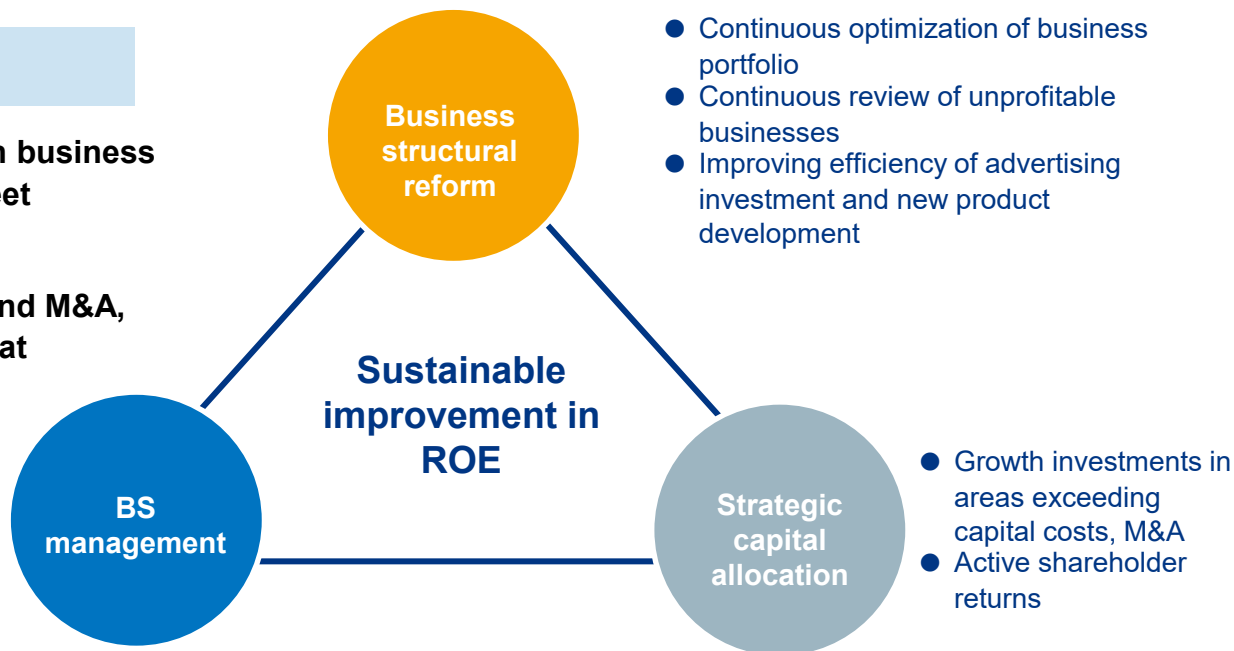 business
eet
nd M&A,
at
Business
structural
reform
● Continuous optimization of business
portfolio
● Continuous review of unprofitable
businesses
● Improving efficiency of advertising
investment and new product
development
Sustainable
improvement in
ROE
BS
management
Strategic
capital
allocation
● Growth investments in
areas exceeding
capital costs, M&A
● Active shareholder
returns